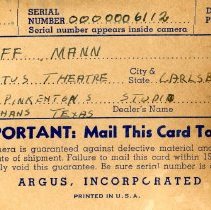 SERIAL
NUMBER 0000006112
Serial number appears inside camera
FF, MANN
TUS THEATRE City & State CARLSB
PINKERTON'S STUDIO
HANS TEXAS Dealer's Name
PORTANT: Mail This Card To
mera is guaranteed against defective material and
ate of shipment. Failure to mail this card within 15
ly void this guarantee. Be sure serial number is
ARGUS, INCORPORATED
PRINTED IN U.S.A.